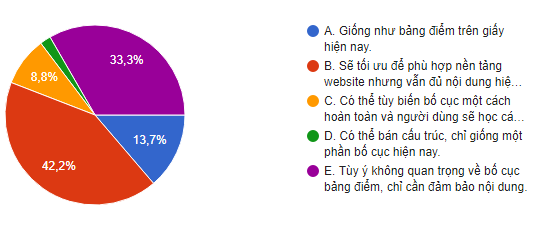 33,3%
8,8%
13,7%
42,2%
A. Giống như bảng điểm trên giấy
hiện nay.
B. Sẽ tối ưu để phù hợp nền tảng
website nhưng vẫn đủ nội dung hiệ…
C. Có thể tùy biến bố cục một cách
hoàn toàn và người dùng sẽ học cá…
D. Có thể bán cấu trúc, chỉ giống một
phần bố cục hiện nay.
E. Tùy ý không quan trọng về bố cục
bảng điểm, chỉ cần đảm bảo nội dung.